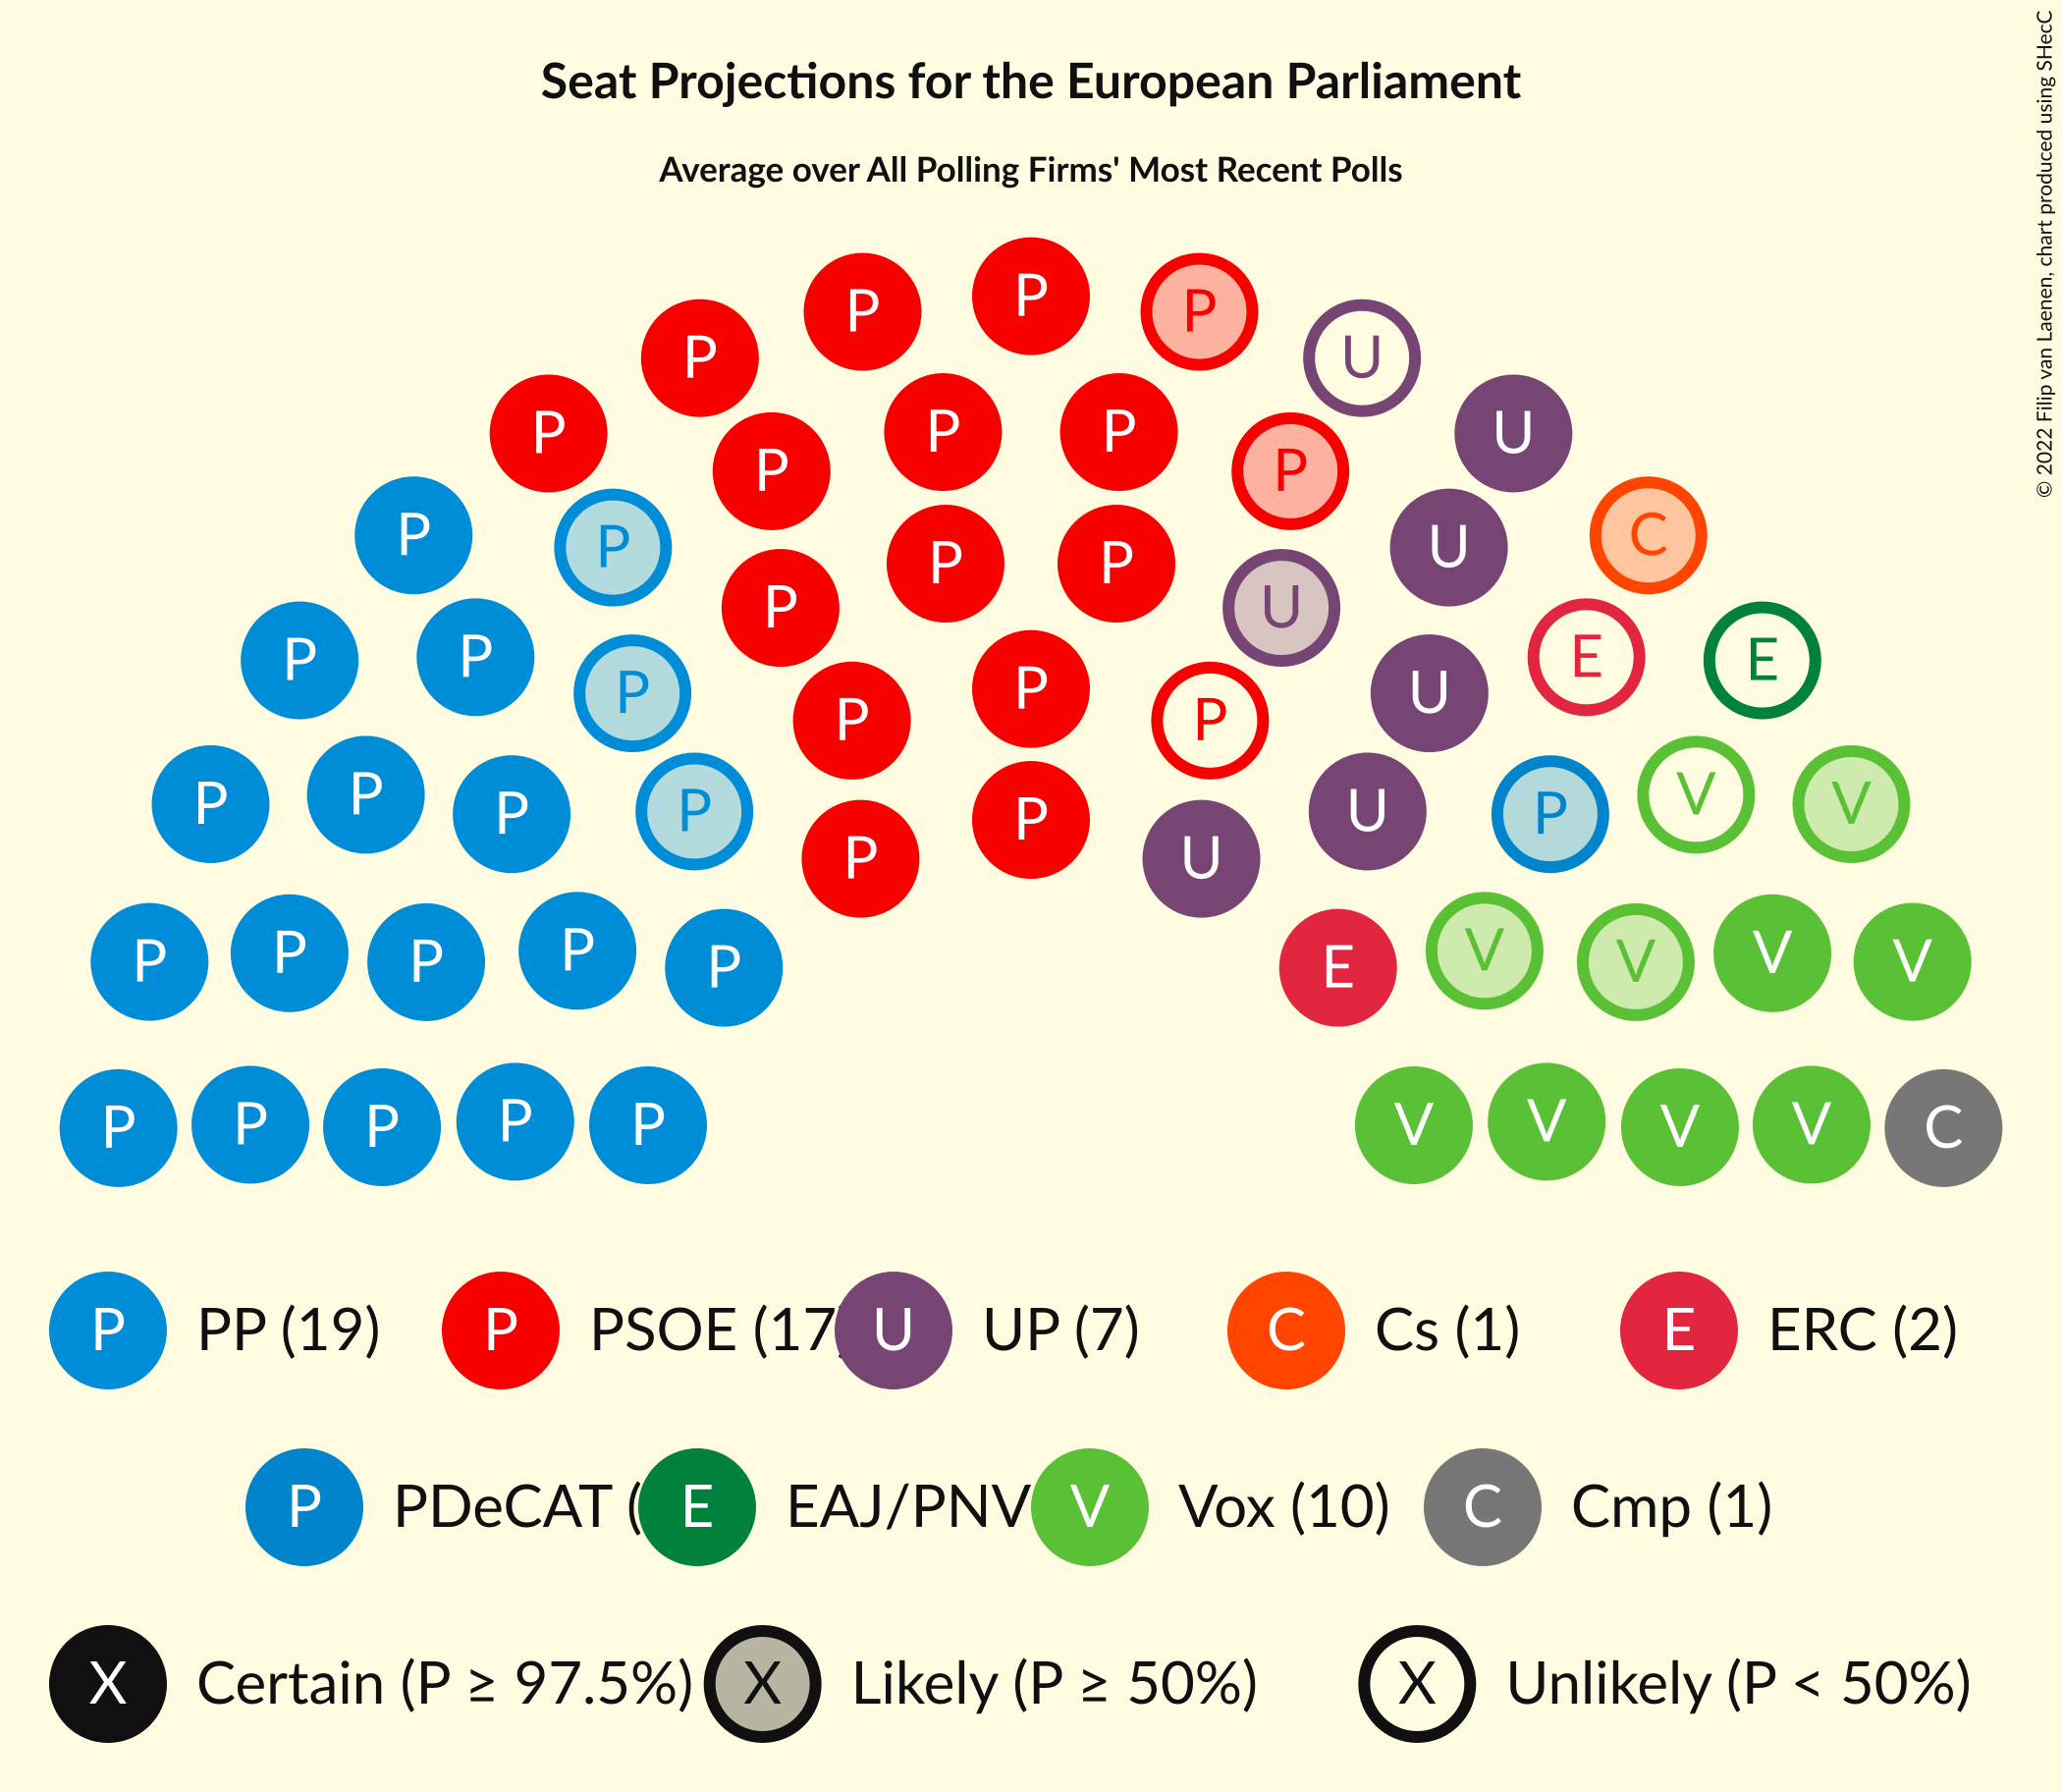 Seat Projections for the European Parliament
Average over All Polling Firms' Most Recent Polls
© 2022 Filip van Laenen, chart produced using SHecC
P P P P U
P P U
P P P P U C
P P P P U
P P P U E E
P P P P U
P P P P P P U P V V
P P P P P E V V V V
P P P P P V V V V C
P PP (19) P PSOE (17 U UP (7) C Cs (1) E ERC (2)
P PDeCAT ( E EAJ/PNV V Vox (10) C Cmp (1)
X Certain (P ≥ 97.5%) X Likely (P ≥ 50%) X Unlikely (P < 50%)